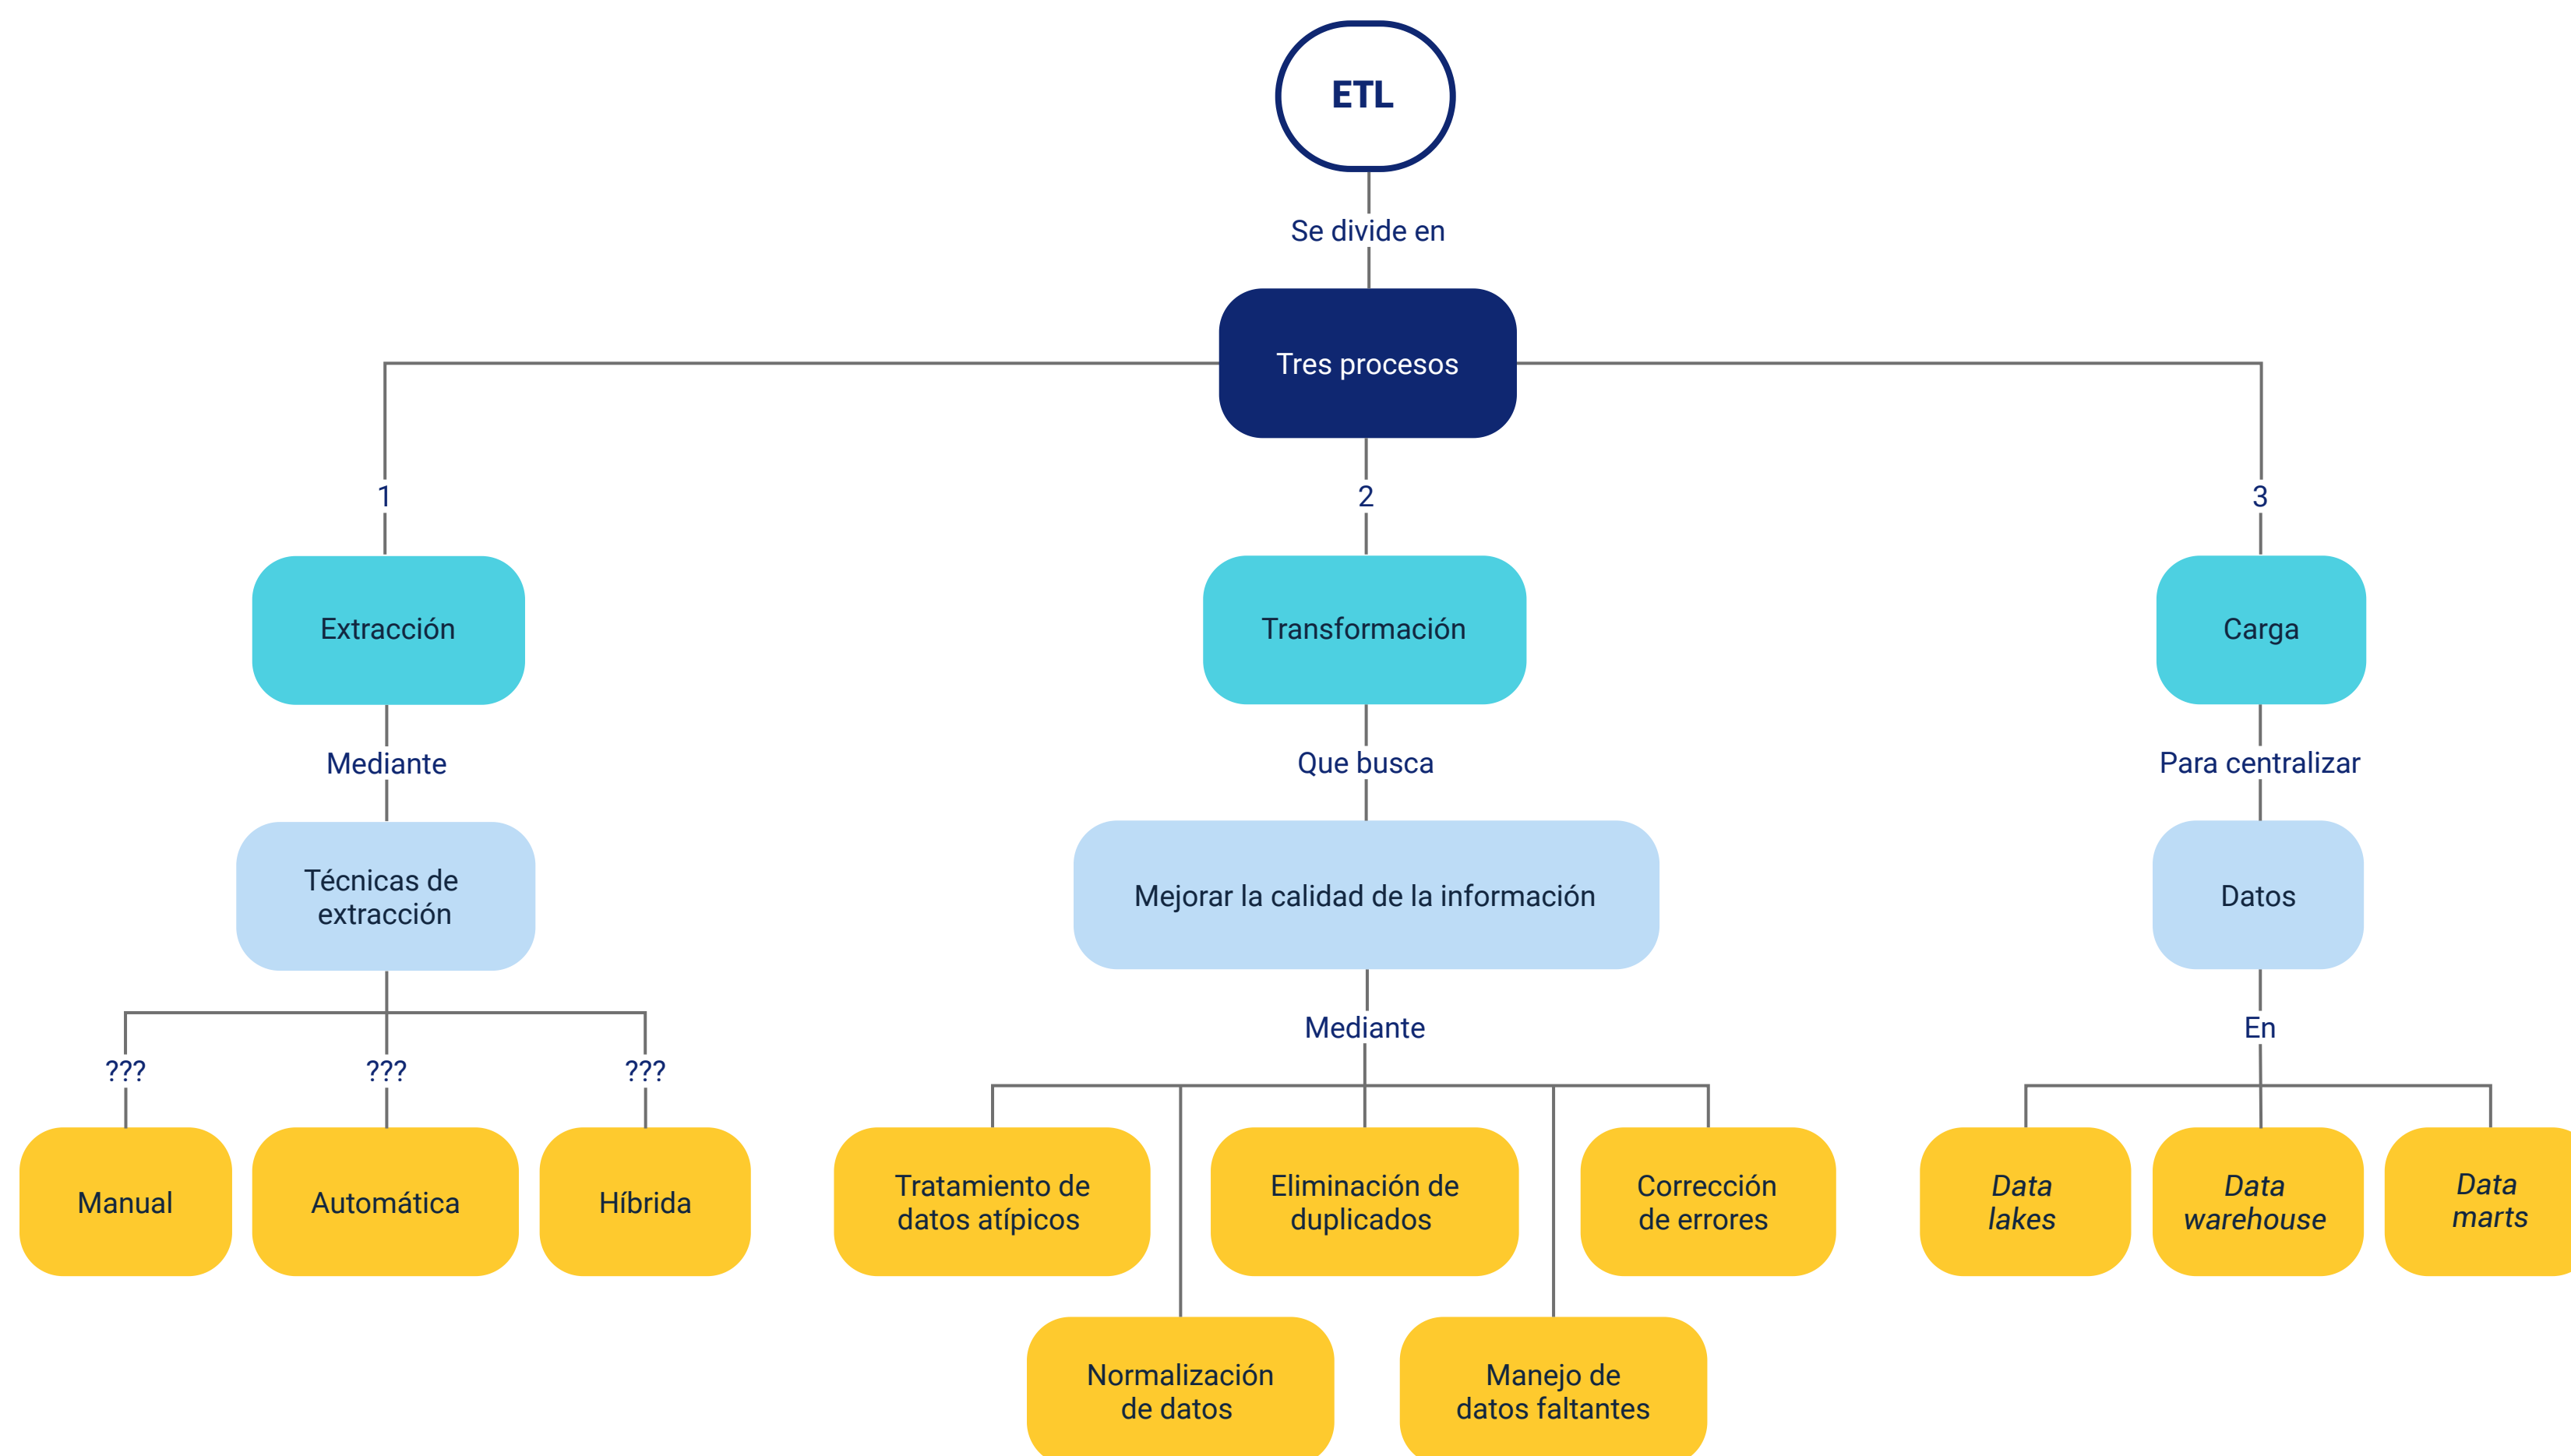 ETL
Se divide en
Tres procesos
1
2
3
Extracción
Transformación
Carga
Mediante
Que busca
Para centralizar
Técnicas de
extracción
Mejorar la calidad de la información
Datos
Mediante
En
???
???
???
Manual
Automática
Híbrida
Tratamiento de
datos atípicos
Eliminación de
duplicados
Corrección
de errores
Data
lakes
Data
warehouse
Data
marts
Normalización
de datos
Manejo de
datos faltantes